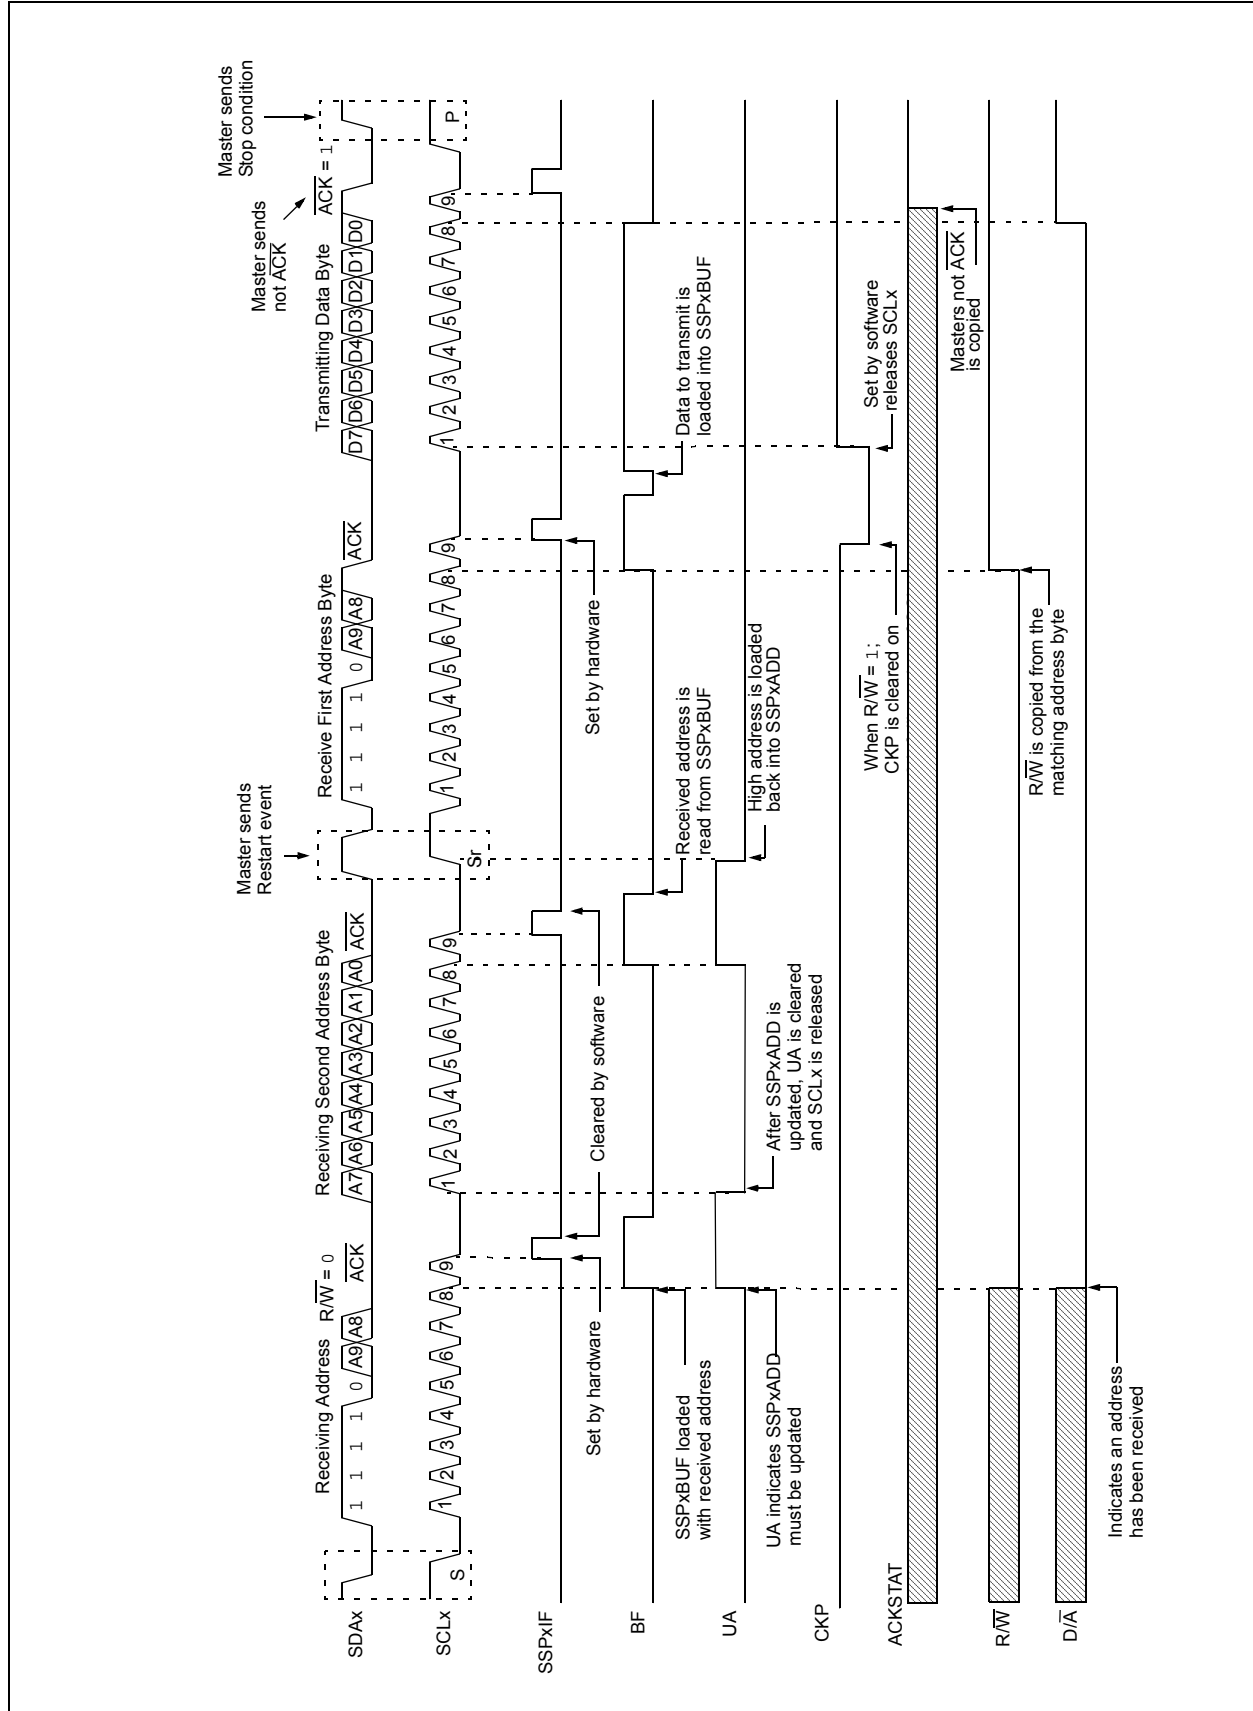 Master sends
Stop condition
Master sends
not ACK
ACK = 1
Master sends
Restart event
Receiving Address R/W = 0
ACK
Receiving Second Address Byte
ACK
Receive First Address Byte
ACK
Transmitting Data Byte
SDAx
1 1 1 1 0 A9 A8
A7 A6 A5 A4 A3 A2 A1 A0
1 1 1 1 0 A9 A8
D7 D6 D5 D4 D3 D2 D1 D0
SCLx
S
1 2 3 4 5 6 7 8 9
1 2 3 4 5 6 7 8 9
Sr
1 2 3 4 5 6 7 8 9
1 2 3 4 5 6 7 8 9
P
SSPxIF
Set by hardware
Cleared by software
Set by hardware
BF
SSPxBUF loaded
with received address
Received address is
read from SSPxBUF
Data to transmit is
loaded into SSPxBUF
UA
UA indicates SSPxADD
must be updated
After SSPxADD is
updated, UA is cleared
and SCLx is released
High address is loaded
back into SSPxADD
CKP
When R/W = 1;
CKP is cleared on
Set by software
releases SCLx
ACKSTAT
Masters not ACK
is copied
R/W
R/W is copied from the
matching address byte
D/A
Indicates an address
has been received